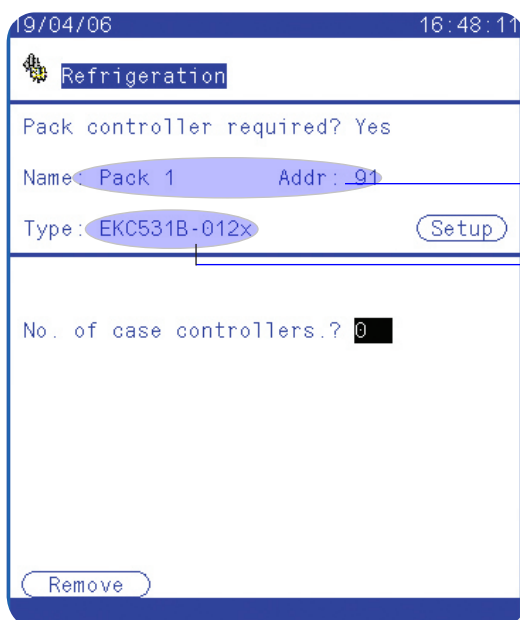 19/04/06 16:48:11
Refrigeration
Pack controller required? Yes
Name: Pack 1 Addr: 91
Type: EKC531B-012x Setup
No. of case controllers.? 0
Remove